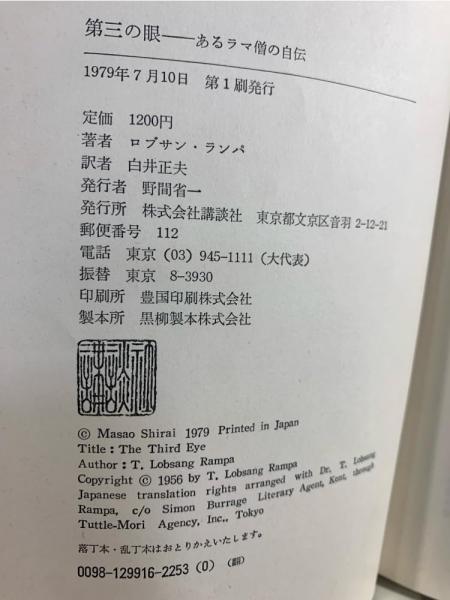 第三の眼――あるラマ僧の自伝
1979年7月10日 第1刷発行
定価 1200円
著者 ロブサン・ランパ
訳者 白井正夫
発行者 野間省一
発行所 株式会社講談社 東京都文京区音羽 2-12-21
郵便番号 112
電話 東京 (03) 945-1111 (大代表)
振替 東京 8-3930
印刷所 豊国印刷株式会社
製本所 黒柳製本株式会社
© Masao Shirai 1979 Printed in Japan
Title: The Third Eye
Author: T. Lobsang Rampa
Copyright © 1956 by T. Lobsang Rampa
Japanese translation rights arranged with Dr. T. Lobsang
Rampa, c/o Simon Burrage Literary Agent, Kent, through
Tuttle-Mori Agency, Inc., Tokyo
落丁本・乱丁本はおとりかえいたします。
0098-129916-2253 (0)